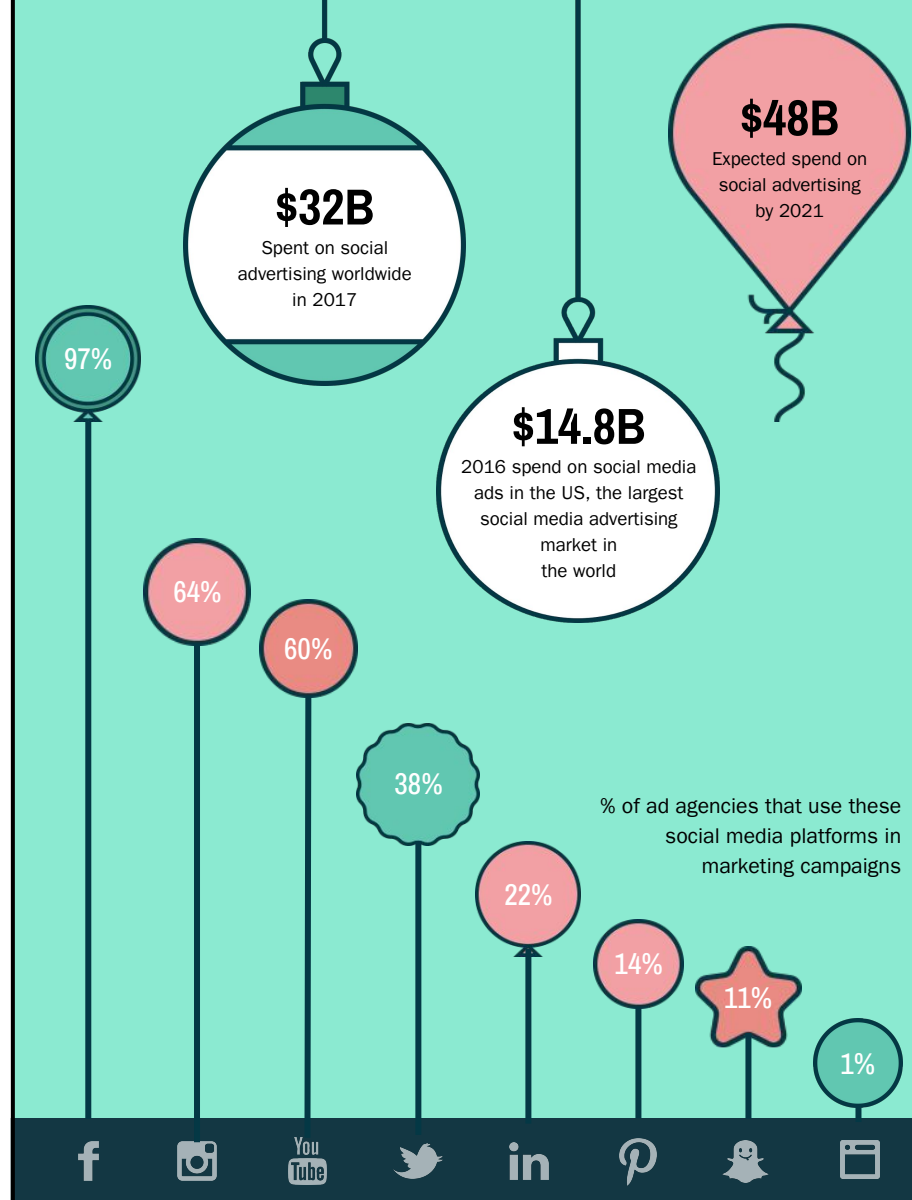 $32B
Spent on social
advertising worldwide
in 2017
$48B
Expected spend on
social advertising
by 2021
$14.8B
2016 spend on social media
ads in the US, the largest
social media advertising
market in
the world
97%
64%
60%
38%
22%
14%
11%
1%
% of ad agencies that use these
social media platforms in
marketing campaigns
f
You
Tube
in